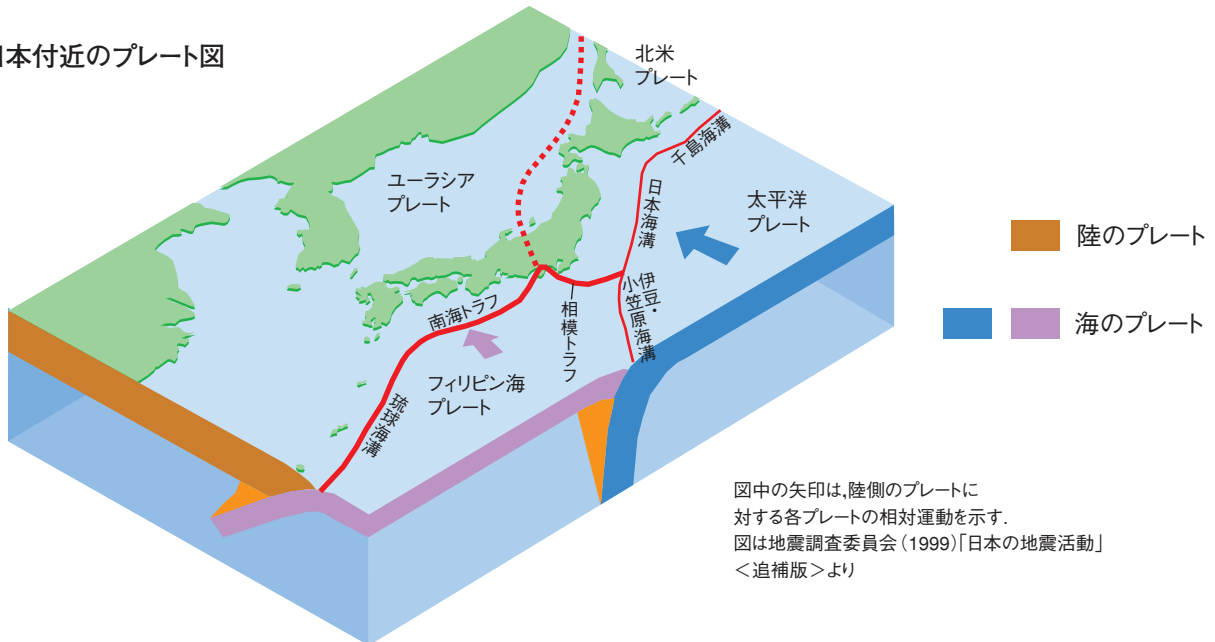 本付近のプレート図
北米
プレート
千島海溝
ユーラシア
プレート
日本海溝
太平洋
プレート
陸のプレート
伊豆・
小笠原海溝
南海トラフ
相模トラフ
海のプレート
フィリピン海
プレート
琉球海溝
図中の矢印は,陸側のプレートに
対する各プレートの相対運動を示す.
図は地震調査委員会(1999)「日本の地震活動」
<追補版>より